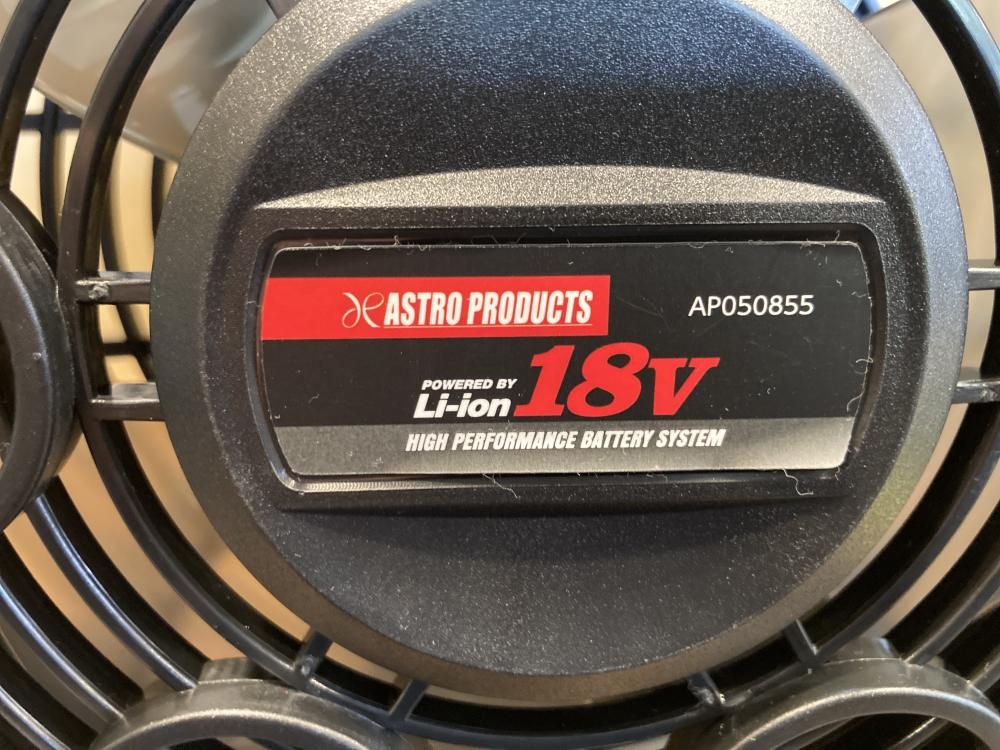 ASTRO PRODUCTS
AP050855
POWERED BY
Li-ion 18V
HIGH PERFORMANCE BATTERY SYSTEM